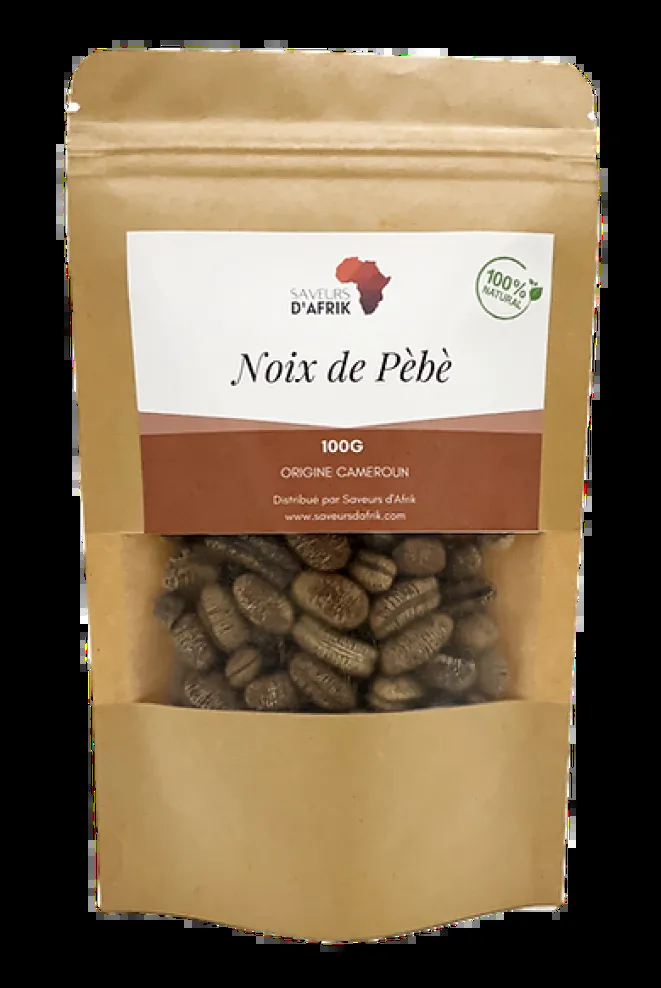 SAVEURS
D'AFRIK
100%
NATURAL
Noix de Pèbè
100G
ORIGINE CAMEROUN
Distribué par Saveurs d'Afrik
www.saveursdafrik.com